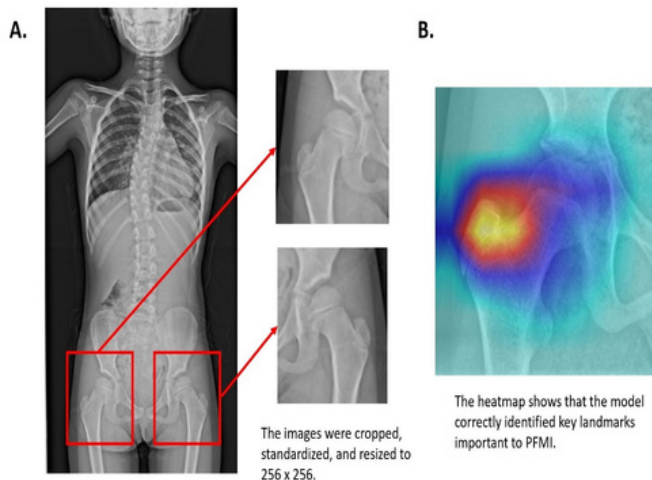 A.
B.
The images were cropped,
standardized, and resized to
256 x 256.
The heatmap shows that the model
correctly identified key landmarks
important to PFMI.